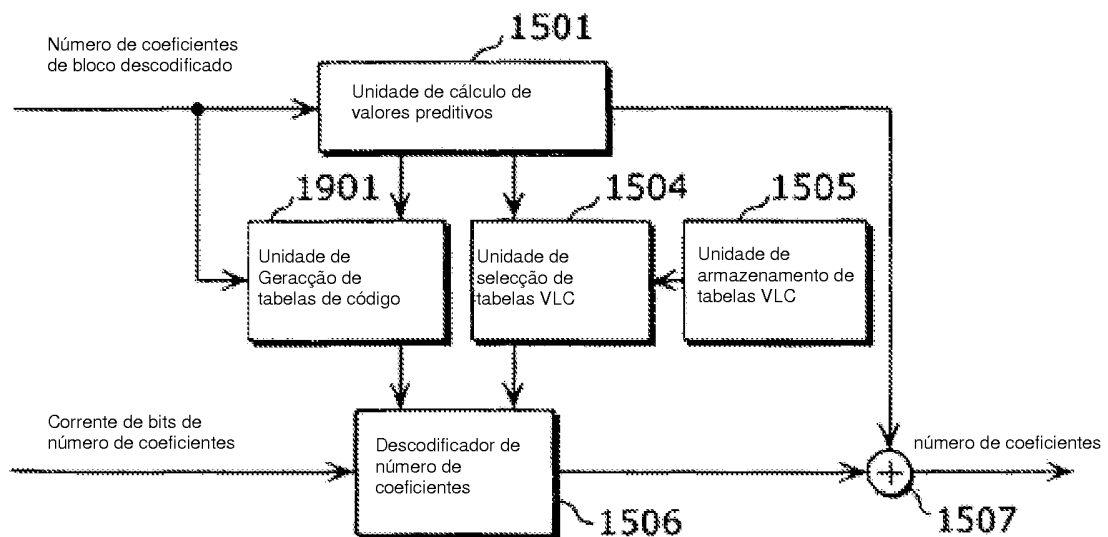 1501
Número de coeficientes
de bloco descodificado
Unidade de cálculo de
valores preditivos
1901
1504
1505
Unidade de
Geracção de
tabelas de código
Unidade de
selecção de
tabelas VLC
Unidade de
armazenamento de
tabelas VLC
Corrente de bits de
número de coeficientes
Descodificador de
número de
coeficientes
número de coeficientes
1506
1507